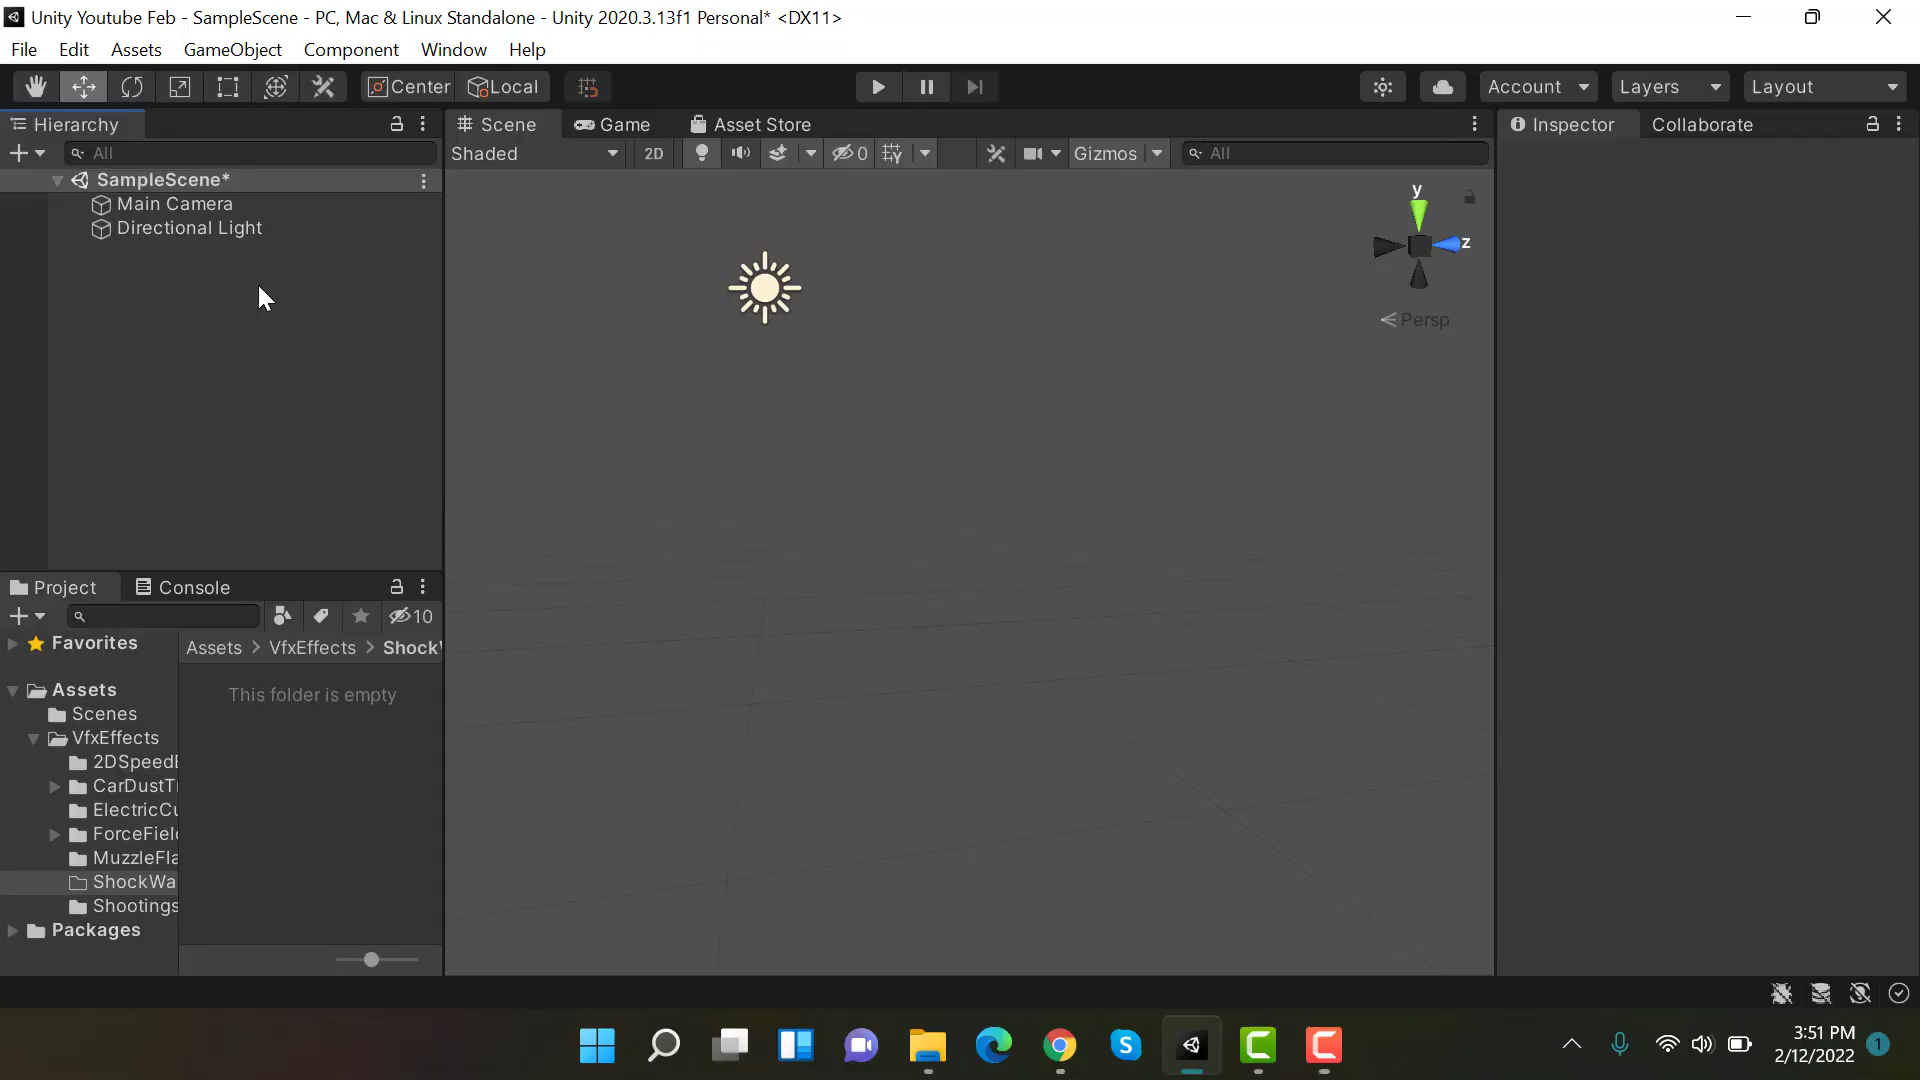 Unity Youtube Feb - SampleScene - PC, Mac & Linux Standalone - Unity 2020.3.13f1 Personal* <DX11>
File Edit Assets GameObject Component Window Help
Center Local Account Layers Layout
Hierarchy Scene Game Asset Store Inspector Collaborate
All Shaded 2D 0 Gizmos All
SampleScene*
Main Camera
Directional Light
y
z
Persp
Project Console
10
Favorites
Assets > VfxEffects > ShockW
This folder is empty
Assets
Scenes
VfxEffects
2DSpeedE
CarDustTr
ElectricCu
ForceField
MuzzleFla
ShockWa
Shootings
Packages
3:51 PM
2/12/2022
1